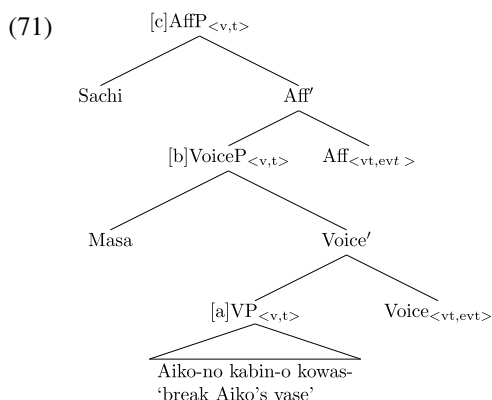 (71)
[c]AffP<v,t>
Sachi Aff′
[b]VoiceP<v,t> Aff<vt,evt >
Masa Voice′
[a]VP<v,t> Voice<vt,evt>
Aiko-no kabin-o kowas-
‘break Aiko’s vase’